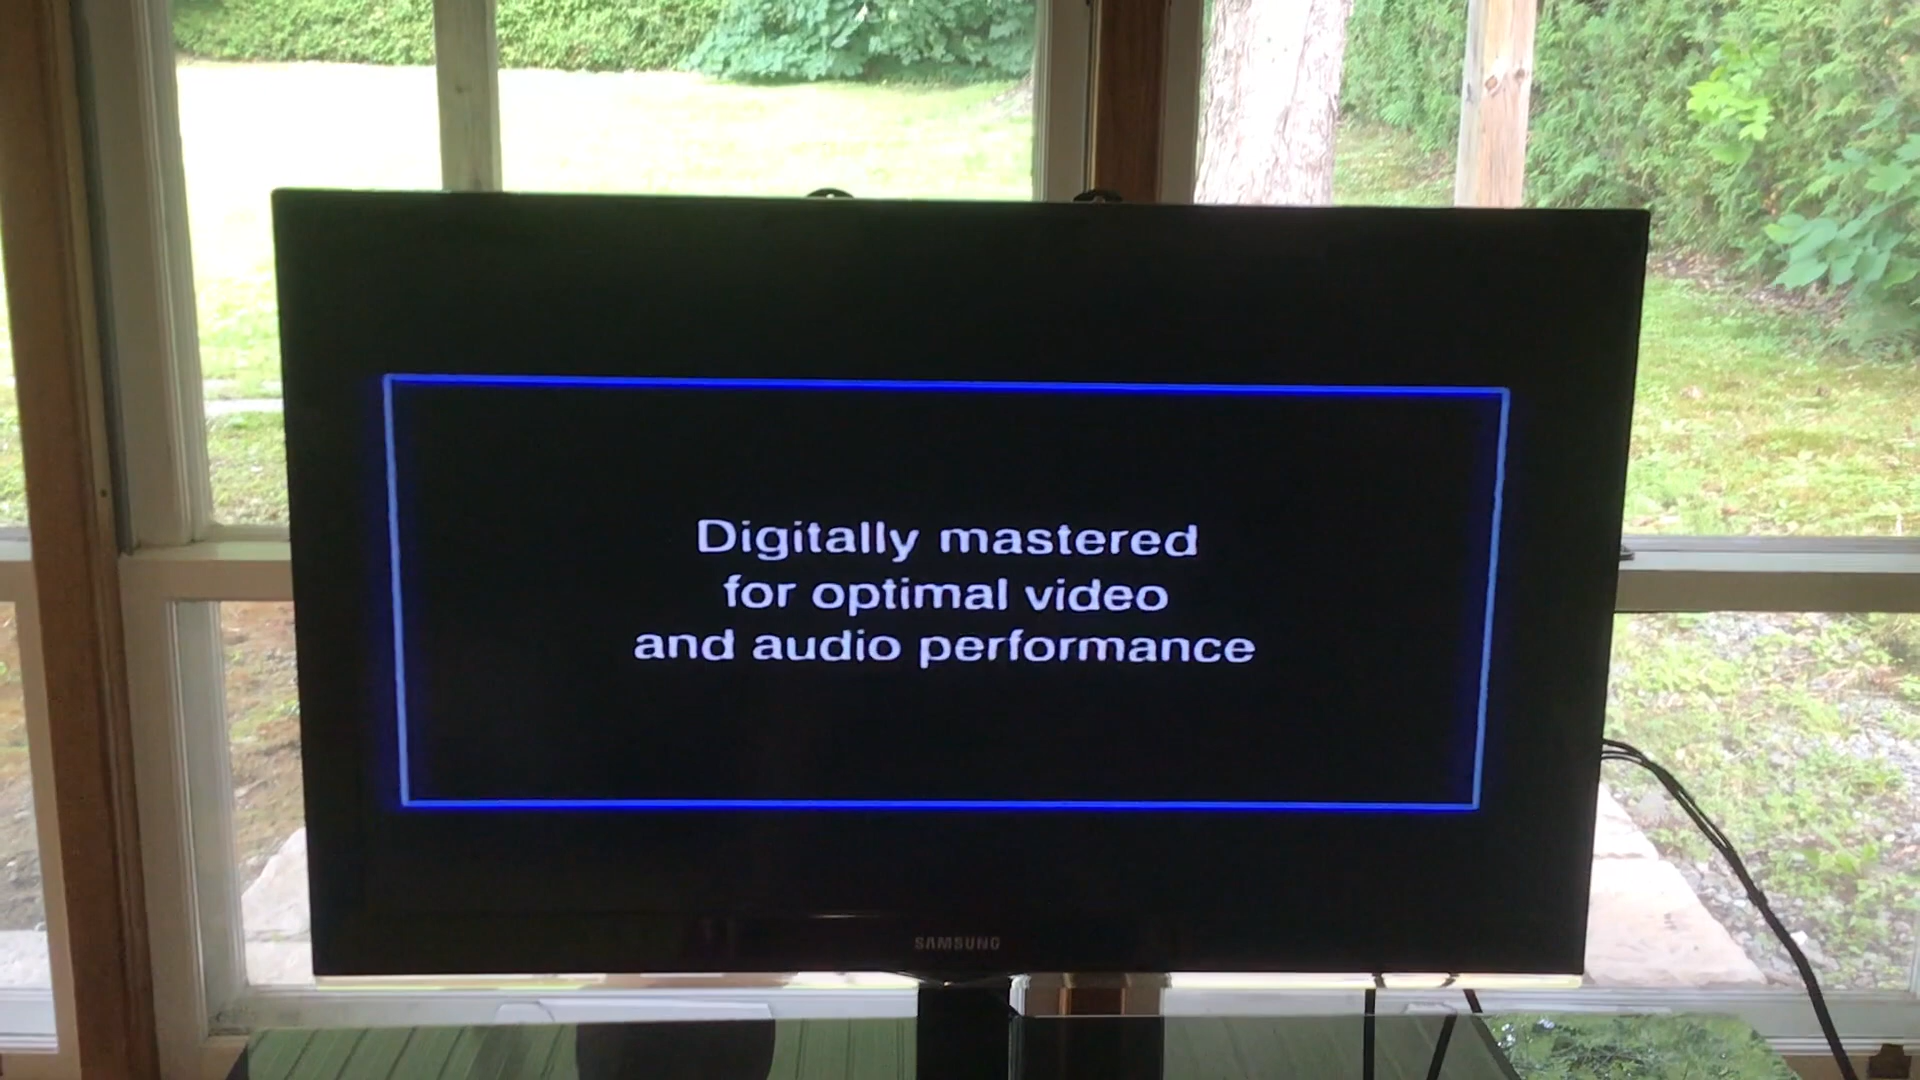 Digitally mastered
for optimal video
and audio performance
SAMSUNG